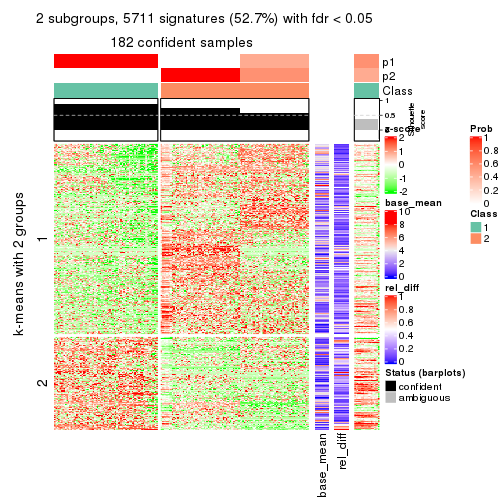 2 subgroups, 5711 signatures (52.7%) with fdr < 0.05
182 confident samples
p1
p2
Class
1
0.5
0
Silhouette
score
k-means with 2 groups
1
2
base_mean
rel_diff
z-score
2
1
0
-1
-2
base_mean
10
8
6
4
2
0
rel_diff
1
0.8
0.6
0.4
0.2
0
Status (barplots)
confident
ambiguous
Prob
1
0.8
0.6
0.4
0.2
0
Class
1
2